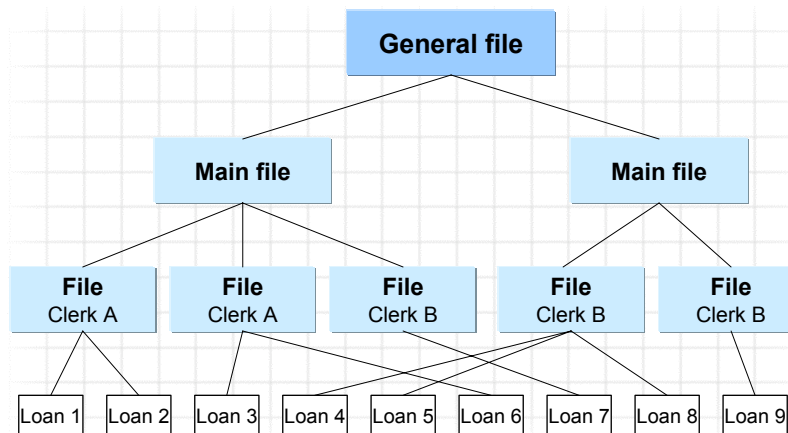 General file
Main file
Main file
File
Clerk A
File
Clerk A
File
Clerk B
File
Clerk B
File
Clerk B
Loan 1
Loan 2
Loan 3
Loan 4
Loan 5
Loan 6
Loan 7
Loan 8
Loan 9